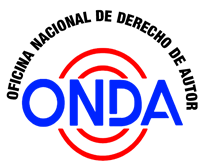 OFICINA NACIONAL DE DERECHO DE AUTOR
ONDA